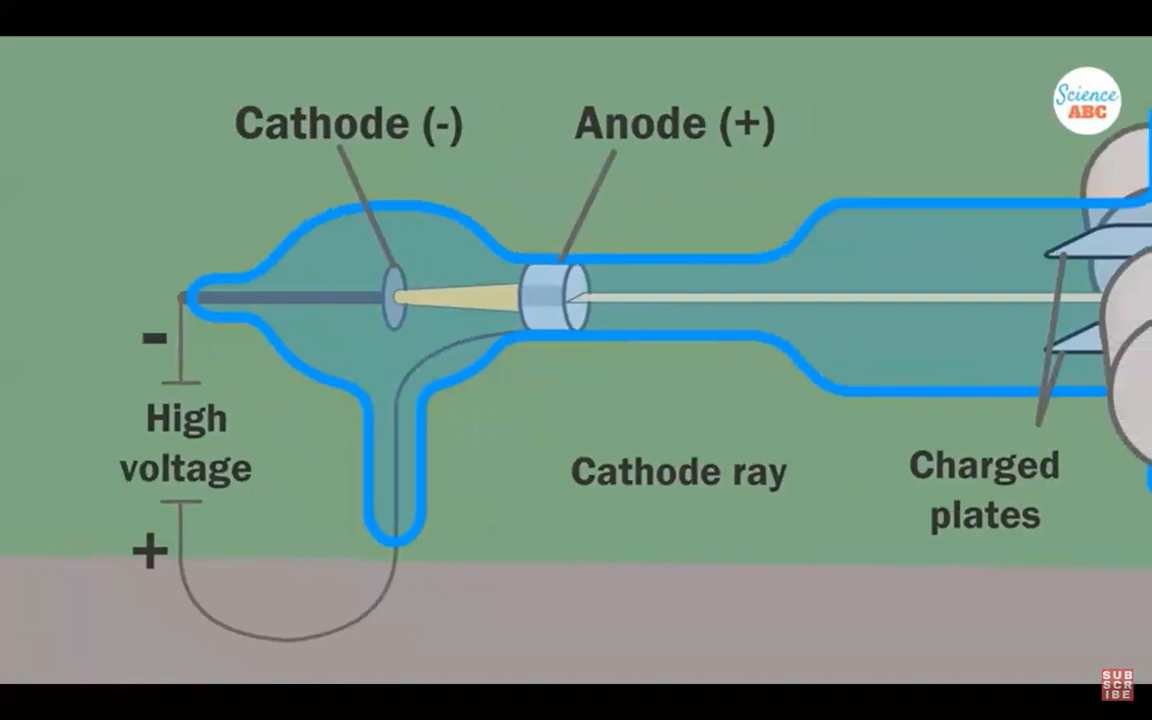 Science
ABC
Cathode (-)
Anode (+)
-
High
voltage
+
Cathode ray
Charged
plates
SUB
SCR
IBE